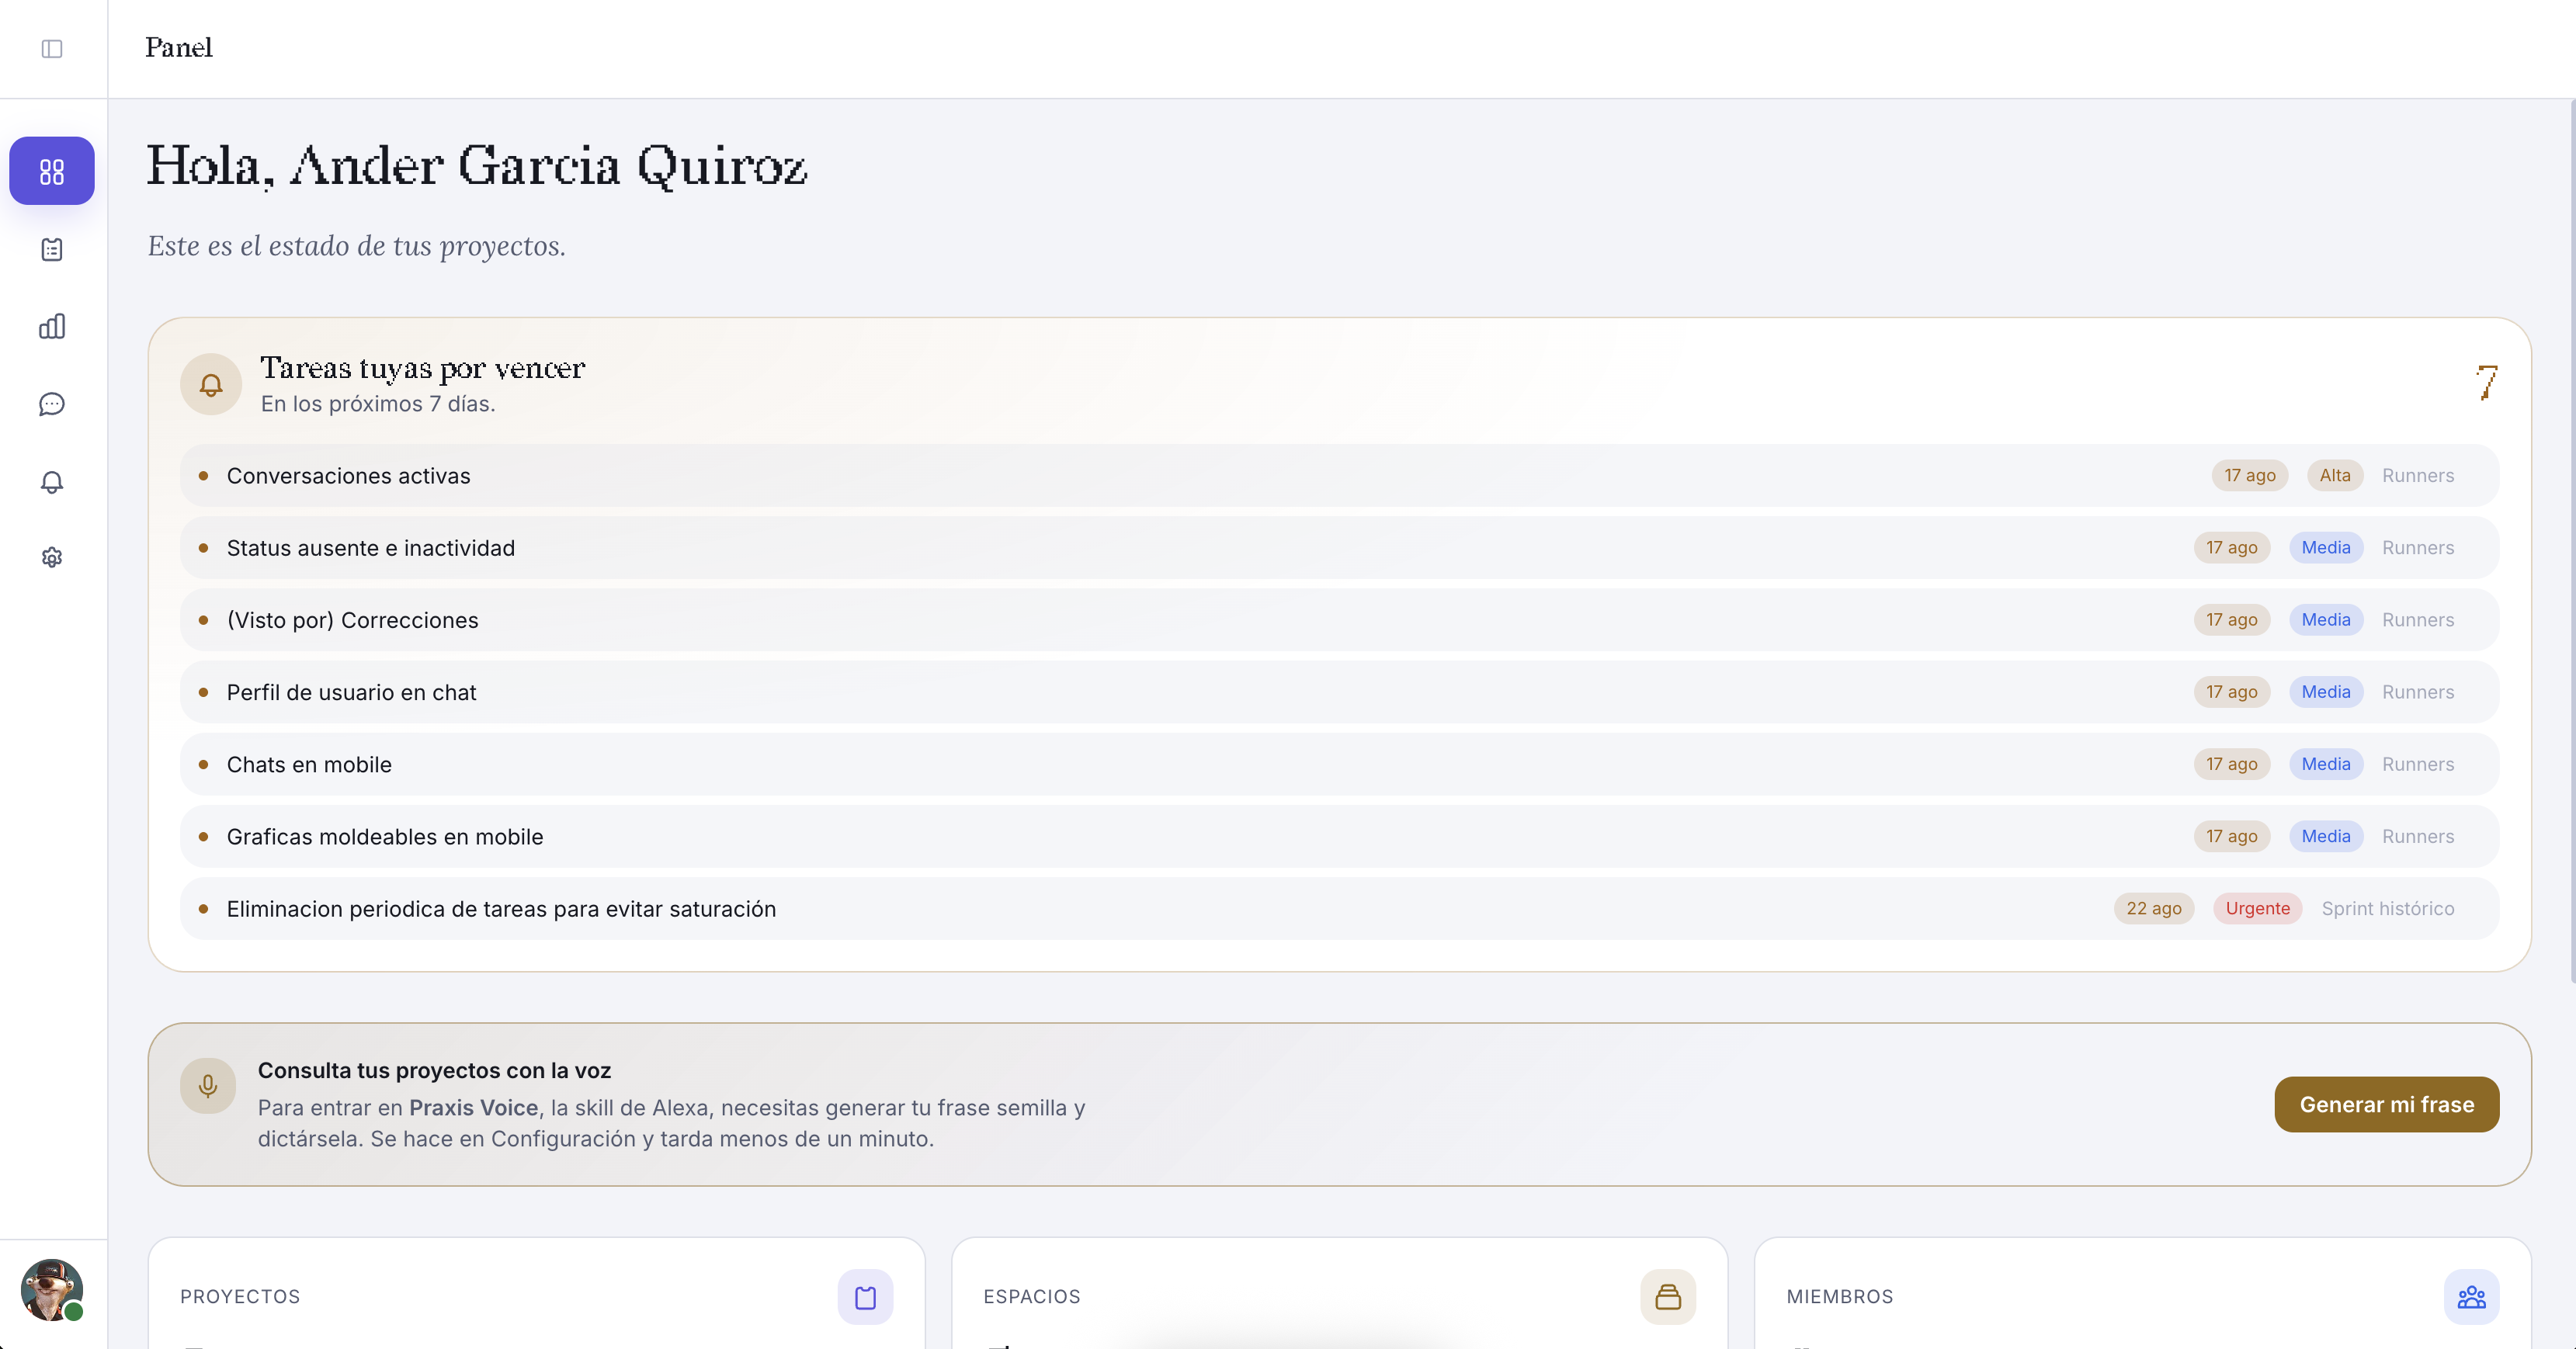 Panel
Hola, Ander Garcia Quiroz
Este es el estado de tus proyectos.
Tareas tuyas por vencer
7
En los próximos 7 días.
Conversaciones activas 17 ago Alta Runners
Status ausente e inactividad 17 ago Media Runners
(Visto por) Correcciones 17 ago Media Runners
Perfil de usuario en chat 17 ago Media Runners
Chats en mobile 17 ago Media Runners
Graficas moldeables en mobile 17 ago Media Runners
Eliminacion periodica de tareas para evitar saturación 22 ago Urgente Sprint histórico
Consulta tus proyectos con la voz
Para entrar en Praxis Voice, la skill de Alexa, necesitas generar tu frase semilla y
dictársela. Se hace en Configuración y tarda menos de un minuto.
Generar mi frase
PROYECTOS
ESPACIOS
MIEMBROS